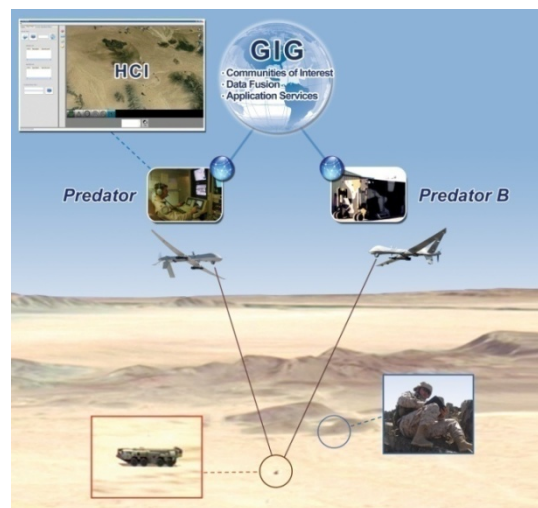 HCI
GIG
· Communities of Interest
· Data Fusion
· Application Services
Predator
Predator B